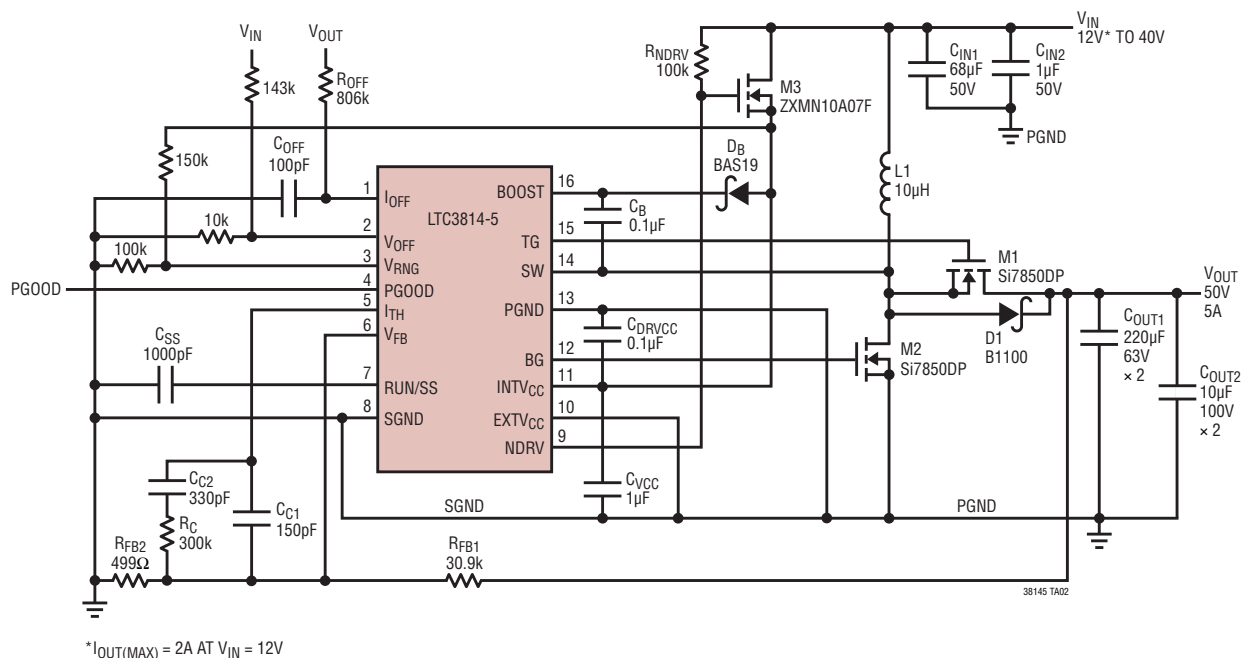 VIN
VOUT
143k
ROFF
806k
RNDRV
100k
M3
ZXMN10A07F
VIN
12V* TO 40V
CIN1
68µF
50V
CIN2
1µF
50V
PGND
150k
COFF
100pF
DB
BAS19
L1
10µH
10k
100k
PGOOD
LTC3814-5
1
IOFF
2
VOFF
3
VRNG
4
PGOOD
5
ITH
6
VFB
7
RUN/SS
8
SGND
16
BOOST
15
TG
14
SW
13
PGND
12
BG
11
INTVCC
10
EXTVCC
9
NDRV
CB
0.1µF
CDRVCC
0.1µF
M1
Si7850DP
VOUT
50V
5A
D1
B1100
M2
Si7850DP
COUT1
220µF
63V
× 2
COUT2
10µF
100V
× 2
CSS
1000pF
CC2
330pF
RC
300k
CC1
150pF
CVCC
1µF
SGND
PGND
RFB2
499Ω
RFB1
30.9k
38145 TA02
*IOUT(MAX) = 2A AT VIN = 12V